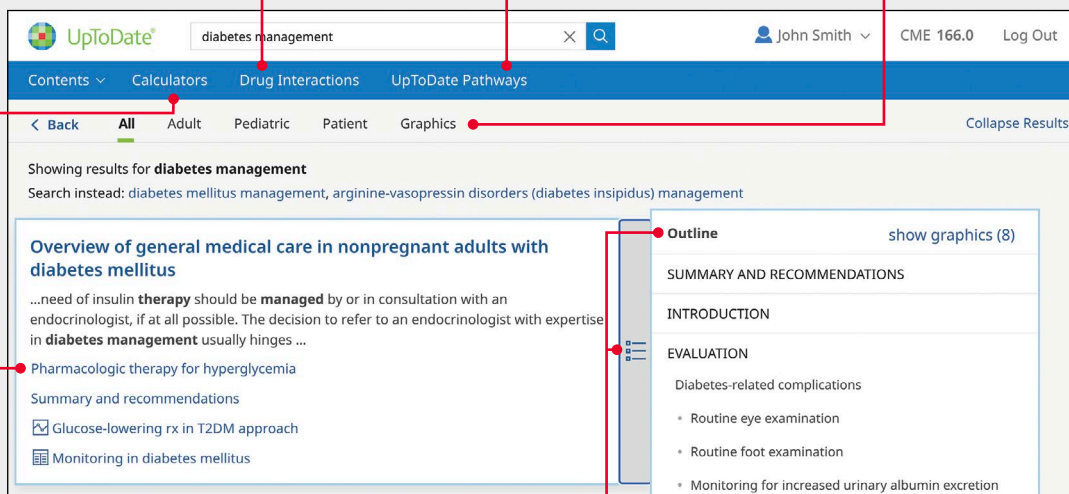 UpToDate®
diabetes management
John Smith
CME 166.0
Log Out
Contents
Calculators
Drug Interactions
UpToDate Pathways
Back
All
Adult
Pediatric
Patient
Graphics
Collapse Results
Showing results for diabetes management
Search instead: diabetes mellitus management, arginine-vasopressin disorders (diabetes insipidus) management
Overview of general medical care in nonpregnant adults with
diabetes mellitus
...need of insulin therapy should be managed by or in consultation with an
endocrinologist, if at all possible. The decision to refer to an endocrinologist with expertise
in diabetes management usually hinges ...
Pharmacologic therapy for hyperglycemia
Summary and recommendations
Glucose-lowering rx in T2DM approach
Monitoring in diabetes mellitus
Outline
show graphics (8)
SUMMARY AND RECOMMENDATIONS
INTRODUCTION
EVALUATION
Diabetes-related complications
• Routine eye examination
• Routine foot examination
• Monitoring for increased urinary albumin excretion